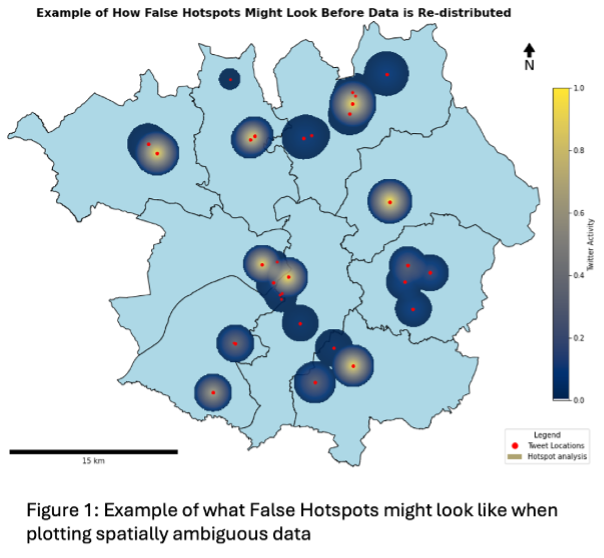 Example of How False Hotspots Might Look Before Data is Re-distributed
N
1.0
0.8
0.6
0.4
0.2
0.0
Twitter Activity
Legend
Tweet Locations
Hotspot analysis
15 km
Figure 1: Example of what False Hotspots might look like when
plotting spatially ambiguous data